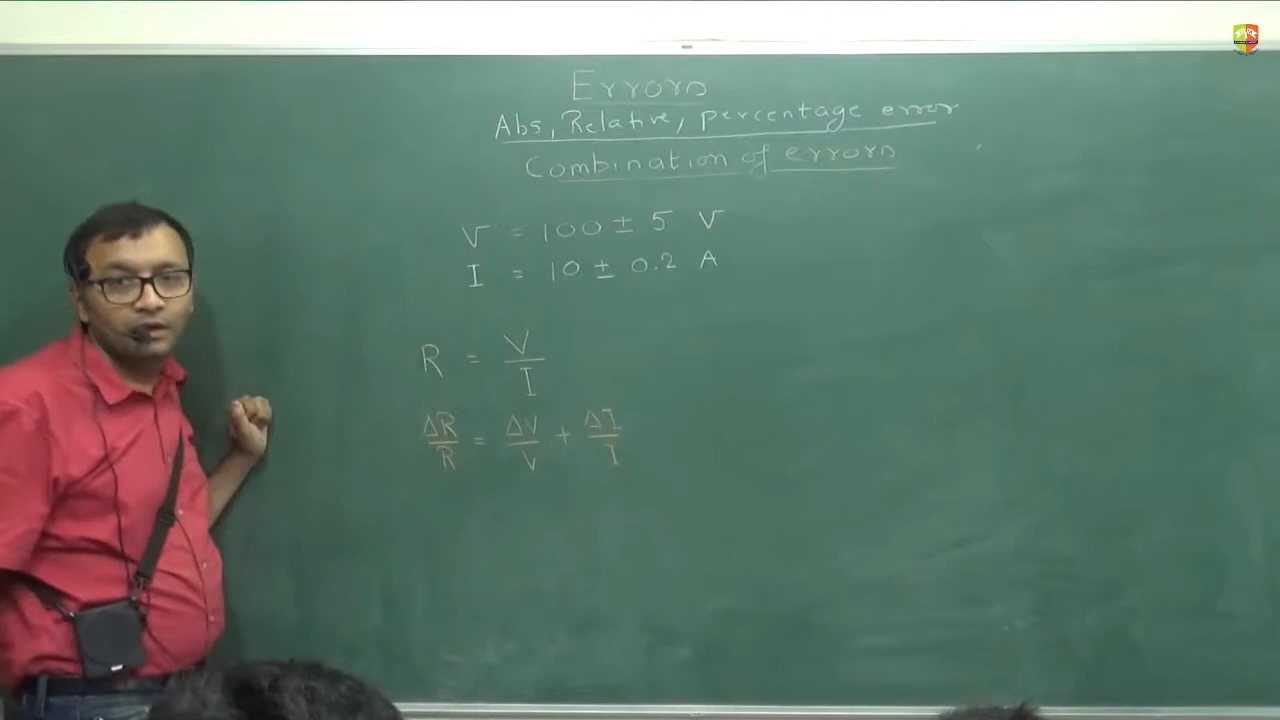 Errors
Abs, Relative, percentage error
Combination of errors
V = 100 ± 5 V
I = 10 ± 0.2 A
R = V/I
ΔR/R = ΔV/V + ΔI/I